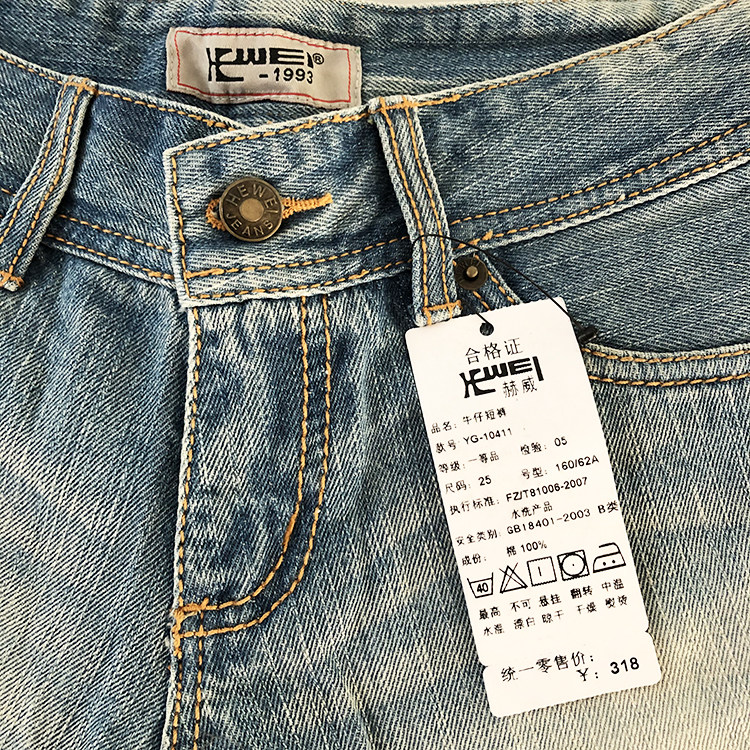 HEWEI®
-1993
HEWEI
JEANS
合格证
HEWEI
赫威
品名: 牛仔短裤
款号: YG-10411
等级: 一等品 检验: 05
尺码: 25 号型: 160/62A
执行标准: FZ/T81006-2007
水洗产品
安全类别: GB18401-2003 B类
成份: 棉 100%
40
最高 不可 悬挂 翻转 中温
水温 漂白 晾干 干燥 熨烫
统一零售价:
¥: 318